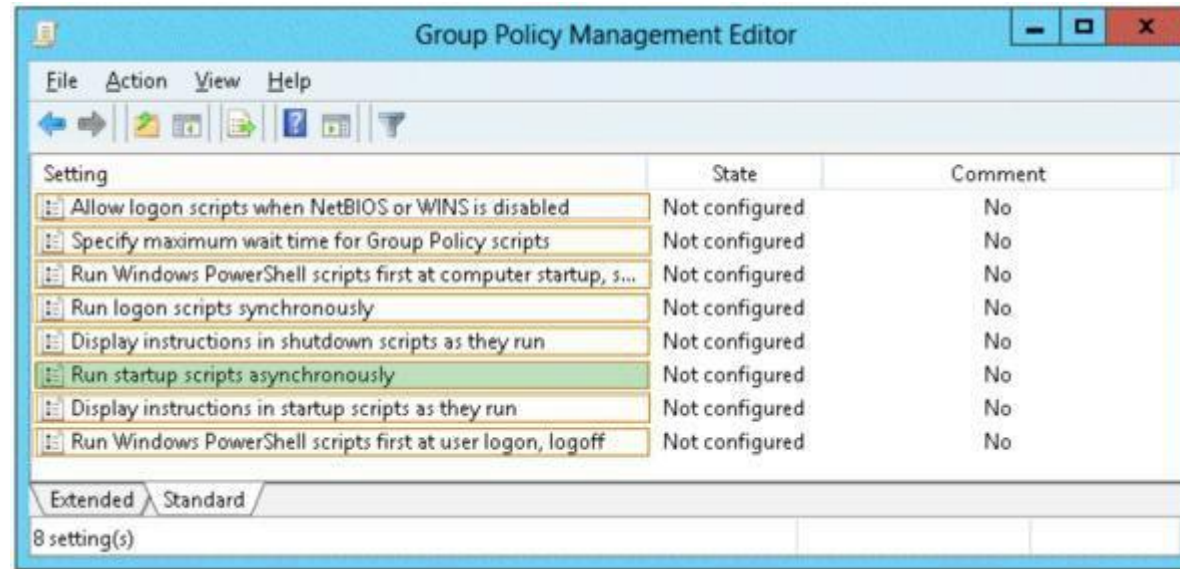 Group Policy Management Editor
File Action View Help
Setting State Comment
Allow logon scripts when NetBIOS or WINS is disabled Not configured No
Specify maximum wait time for Group Policy scripts Not configured No
Run Windows PowerShell scripts first at computer startup, s... Not configured No
Run logon scripts synchronously Not configured No
Display instructions in shutdown scripts as they run Not configured No
Run startup scripts asynchronously Not configured No
Display instructions in startup scripts as they run Not configured No
Run Windows PowerShell scripts first at user logon, logoff Not configured No
Extended Standard
8 setting(s)